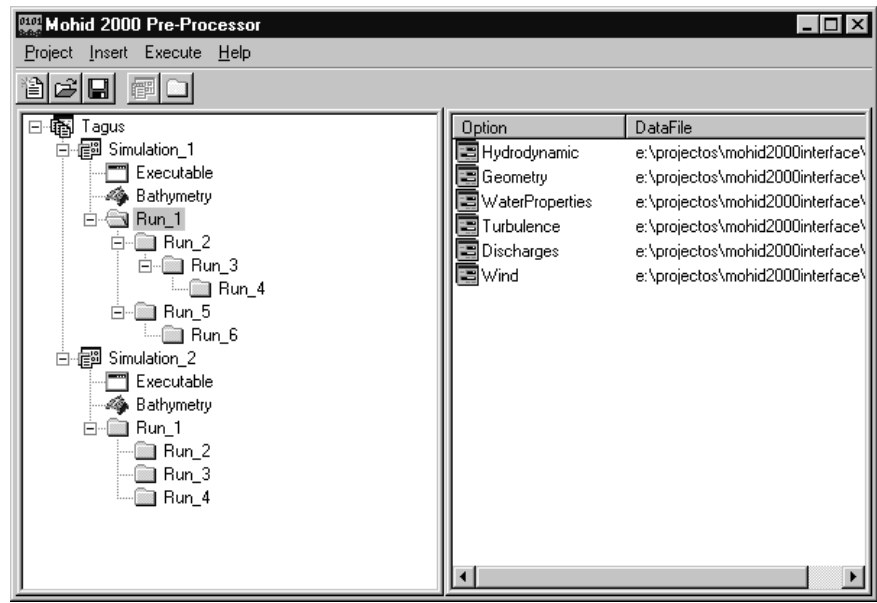 Mohid 2000 Pre-Processor
Project Insert Execute Help
Tagus
Simulation_1
Executable
Bathymetry
Run_1
Run_2
Run_3
Run_4
Run_5
Run_6
Simulation_2
Executable
Bathymetry
Run_1
Run_2
Run_3
Run_4
Option DataFile
Hydrodynamic e:\projectos\mohid2000interface\
Geometry e:\projectos\mohid2000interface\
WaterProperties e:\projectos\mohid2000interface\
Turbulence e:\projectos\mohid2000interface\
Discharges e:\projectos\mohid2000interface\
Wind e:\projectos\mohid2000interface\